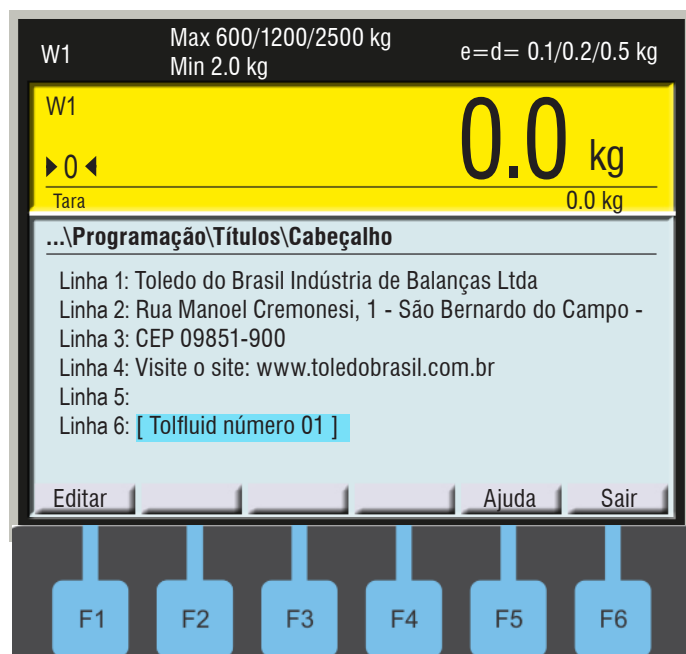 W1
Max 600/1200/2500 kg
Min 2.0 kg
e=d= 0.1/0.2/0.5 kg
W1
0.0 kg
0
Tara
0.0 kg
...\Programação\Títulos\Cabeçalho
Linha 1: Toledo do Brasil Indústria de Balanças Ltda
Linha 2: Rua Manoel Cremonesi, 1 - São Bernardo do Campo -
Linha 3: CEP 09851-900
Linha 4: Visite o site: www.toledobrasil.com.br
Linha 5:
Linha 6: [ Tolfluid número 01 ]
Editar Ajuda Sair
F1 F2 F3 F4 F5 F6